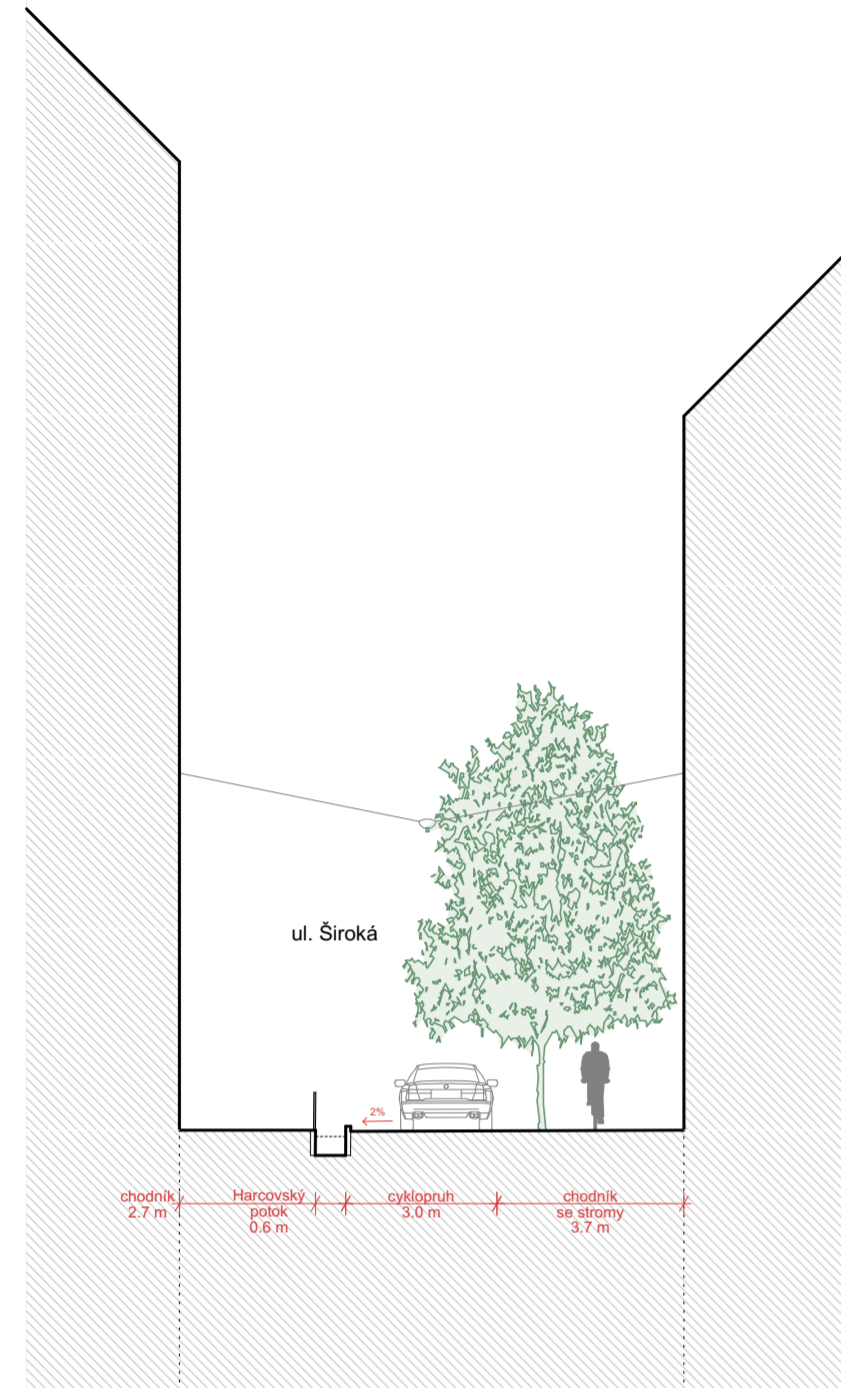 ul. Široká
2%
chodník
2.7 m
Harcovský
potok
0.6 m
cyklopruh
3.0 m
chodník
se stromy
3.7 m